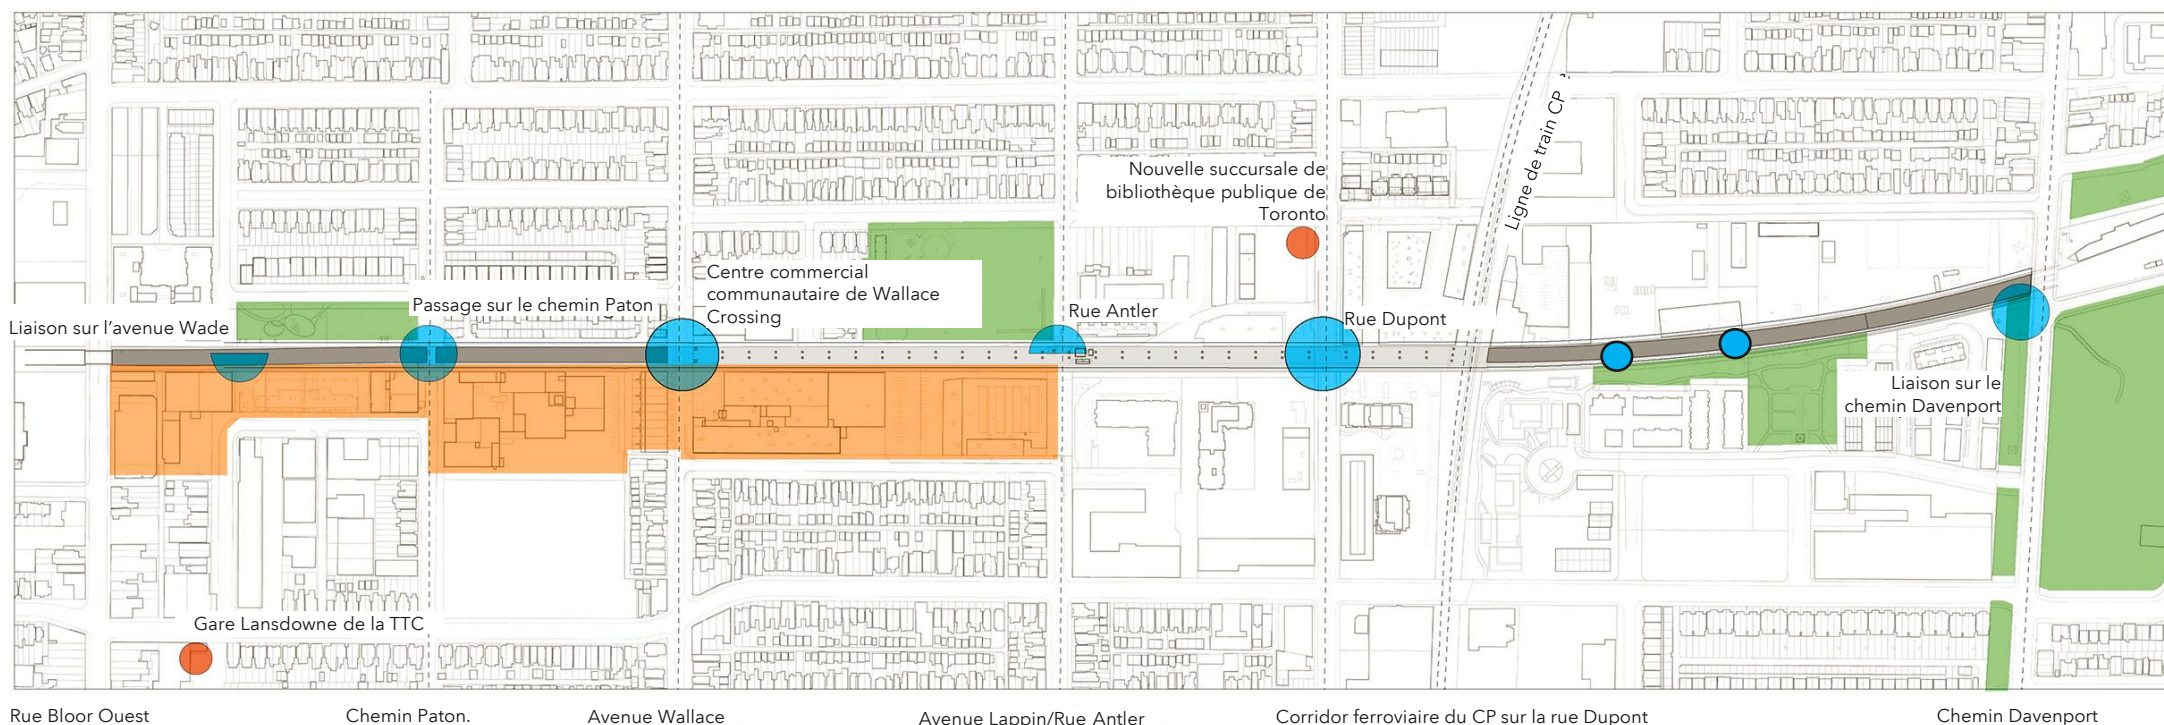 Ligne de train CP
Nouvelle succursale de
bibliothèque publique de
Toronto
Centre commercial
communautaire de Wallace
Crossing
Passage sur le chemin Paton
Liaison sur l’avenue Wade
Rue Antler
Rue Dupont
Liaison sur le
chemin Davenport
Gare Lansdowne de la TTC
Rue Bloor Ouest
Chemin Paton.
Avenue Wallace
Avenue Lappin/Rue Antler
Corridor ferroviaire du CP sur la rue Dupont
Chemin Davenport